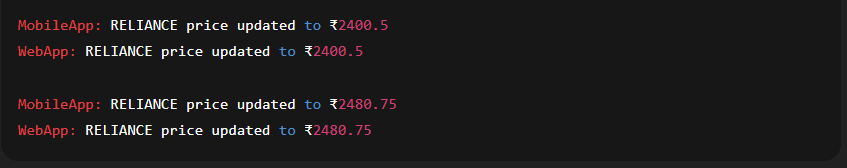 MobileApp: RELIANCE price updated to ₹2400.5
WebApp: RELIANCE price updated to ₹2400.5
MobileApp: RELIANCE price updated to ₹2480.75
WebApp: RELIANCE price updated to ₹2480.75